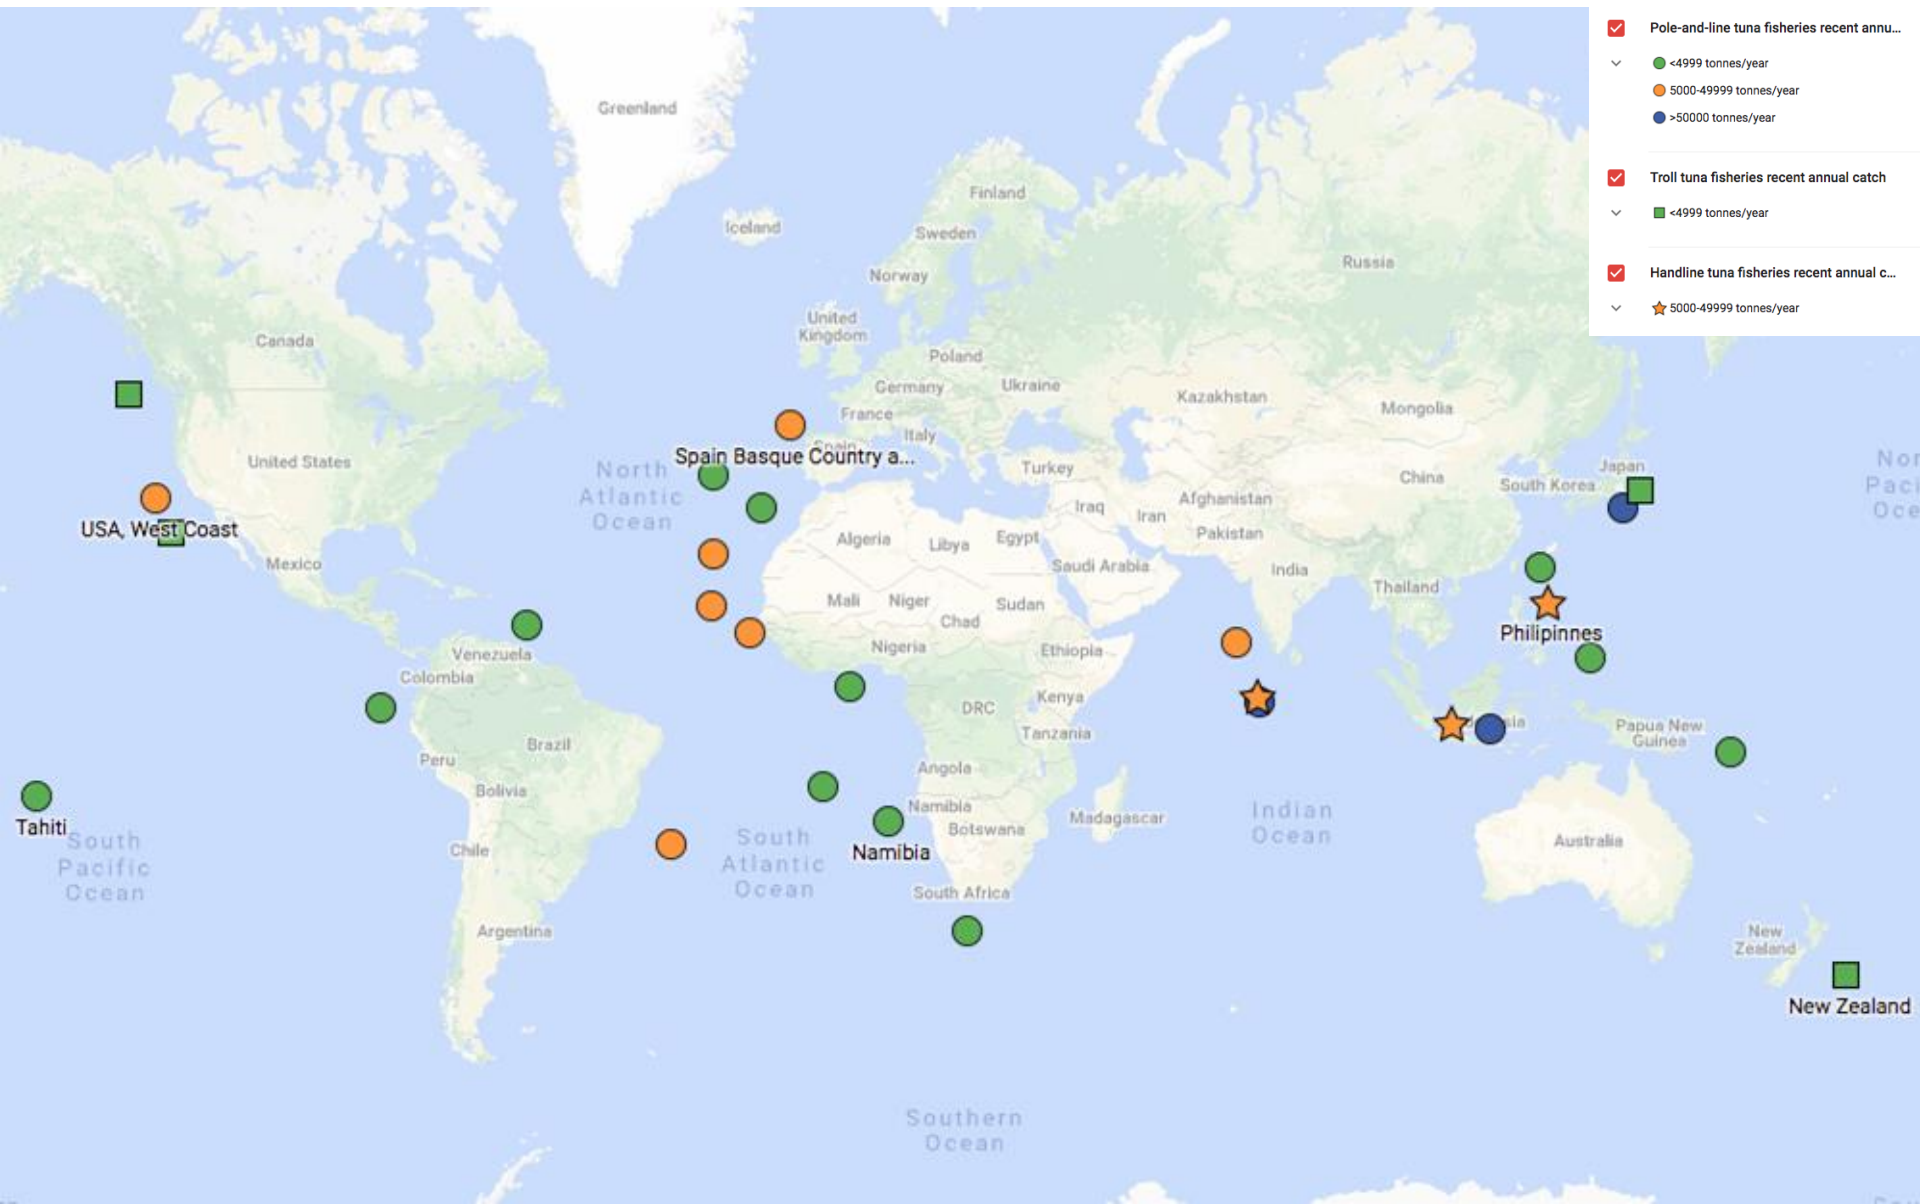 Pole-and-line tuna fisheries recent annu...
<4999 tonnes/year
5000-49999 tonnes/year
>50000 tonnes/year
Troll tuna fisheries recent annual catch
<4999 tonnes/year
Handline tuna fisheries recent annual c...
5000-49999 tonnes/year
Greenland
Finland
Iceland
Sweden
Norway
Russia
United
Kingdom
Canada
Poland
Germany
Ukraine
Kazakhstan
Mongolia
France
Italy
Spain
Spain Basque Country a...
United States
North
Atlantic
Ocean
Turkey
China
Japan
South Korea
Nor
Paci
Oce
Afghanistan
Iraq
Iran
Pakistan
USA, West Coast
Mexico
Algeria
Libya
Egypt
Saudi Arabia
India
Thailand
Mali
Niger
Sudan
Chad
Nigeria
Ethiopia
Philipinnes
Venezuela
Colombia
DRC
Kenya
Tanzania
Brazil
Peru
sia
Papua New
Guinea
Angola
Bolivia
Namibia
Botswana
Madagascar
Indian
Ocean
Tahiti
South
Pacific
Ocean
Chile
South
Atlantic
Ocean
Namibia
Australia
South Africa
Argentina
New
Zealand
New Zealand
Southern
Ocean